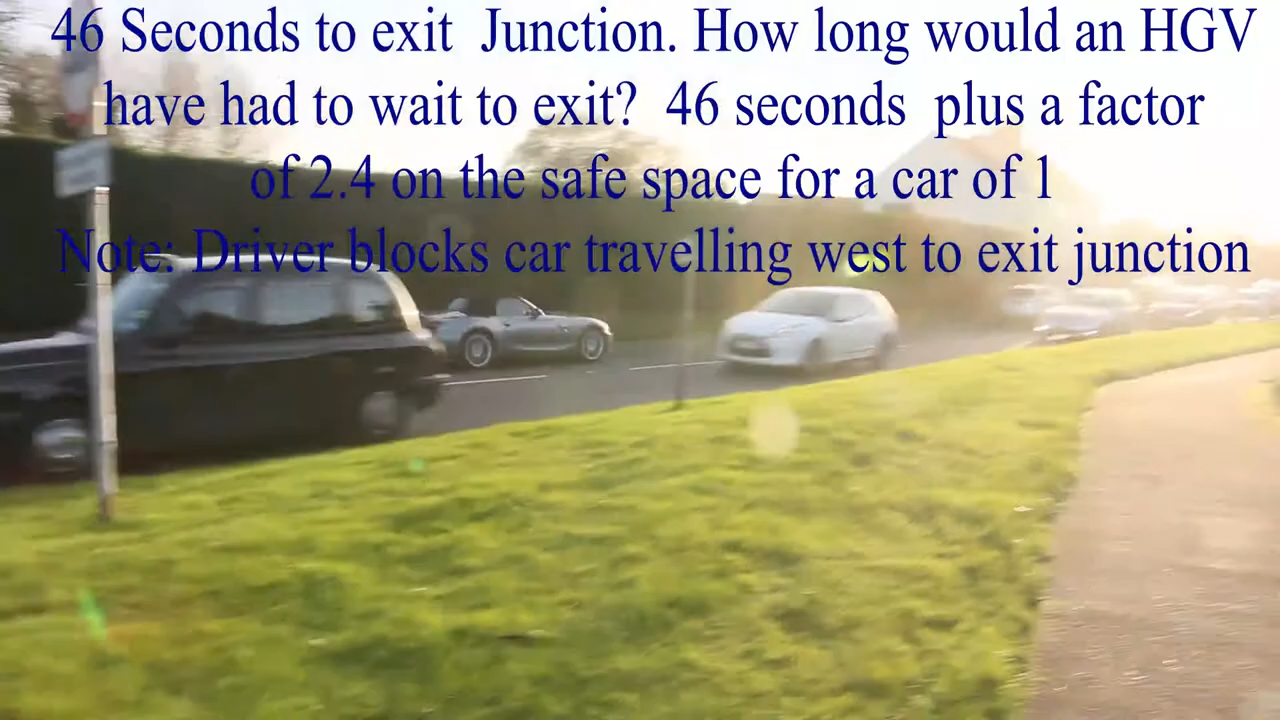 46 Seconds to exit  Junction. How long would an HGV
have had to wait to exit?  46 seconds  plus a factor
of 2.4 on the safe space for a car of 1
Note: Driver blocks car travelling west to exit junction